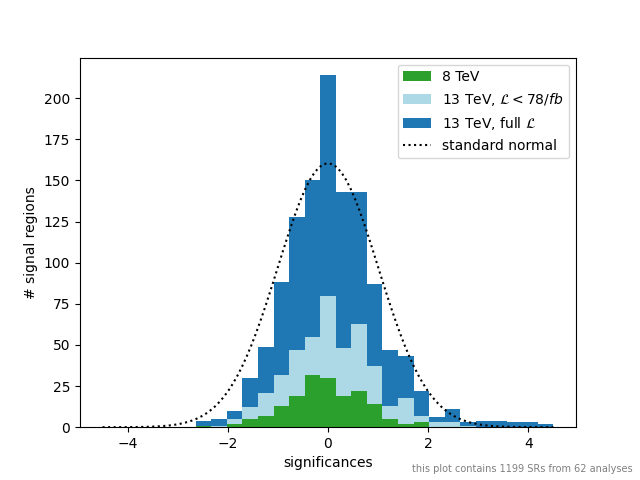 8 TeV
13 TeV, ℒ < 78/fb
13 TeV, full ℒ
standard normal
200
175
150
125
100
75
50
25
0
# signal regions
−4 −2 0 2 4
significances
this plot contains 1199 SRs from 62 analyses